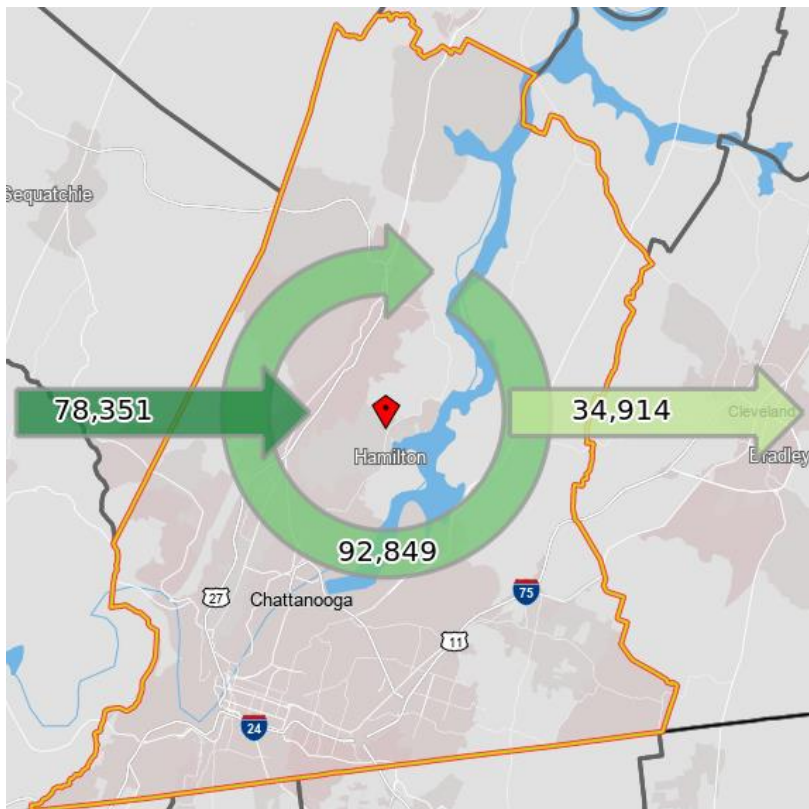 Sequatchie
78,351
34,914
Cleveland
Hamilton
Bradley
92,849
27
Chattanooga
75
11
24